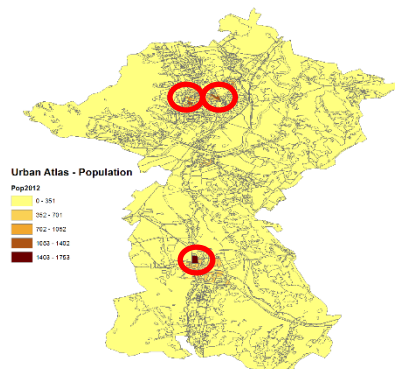 Urban Atlas - Population
Pop2012
0 - 351
352 - 701
702 - 1052
1053 - 1402
1403 - 1753